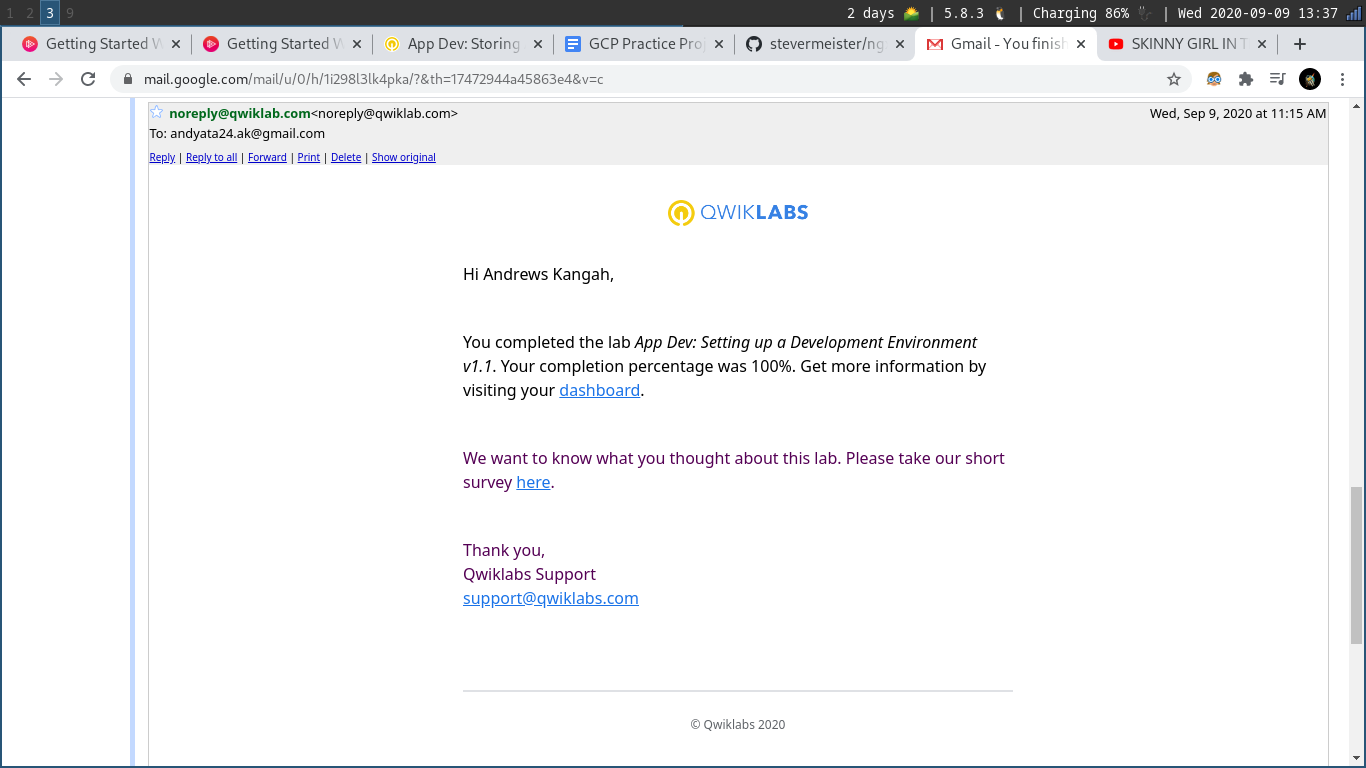 1 2 3 9
2 days | 5.8.3 | Charging 86% | Wed 2020-09-09 13:37
Getting Started W
Getting Started W
App Dev: Storing
GCP Practice Proj
stevermeister/ng
Gmail - You finish
SKINNY GIRL IN T
mail.google.com/mail/u/0/h/1i298l3lk4pka/?&th=17472944a45863e4&v=c
noreply@qwiklab.com<noreply@qwiklab.com>
Wed, Sep 9, 2020 at 11:15 AM
To: andyata24.ak@gmail.com
Reply | Reply to all | Forward | Print | Delete | Show original
QWIKLABS
Hi Andrews Kangah,
You completed the lab App Dev: Setting up a Development Environment
v1.1. Your completion percentage was 100%. Get more information by
visiting your dashboard.
We want to know what you thought about this lab. Please take our short
survey here.
Thank you,
Qwiklabs Support
support@qwiklabs.com
© Qwiklabs 2020